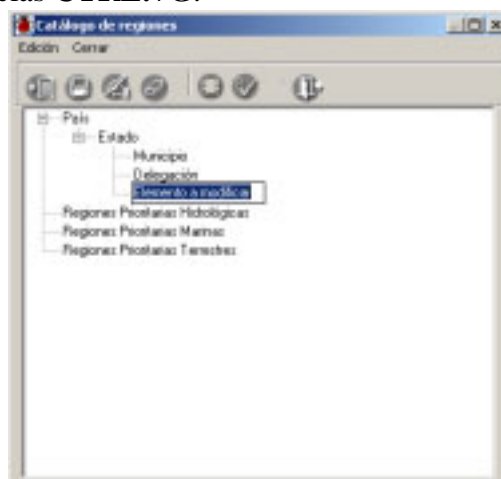 Catálogo de regiones
Edición Cerrar
País
Estado
Municipio
Delegación
Elemento a modificar
Regiones Prioritarias Hidrológicas
Regiones Prioritarias Marinas
Regiones Prioritarias Terrestres